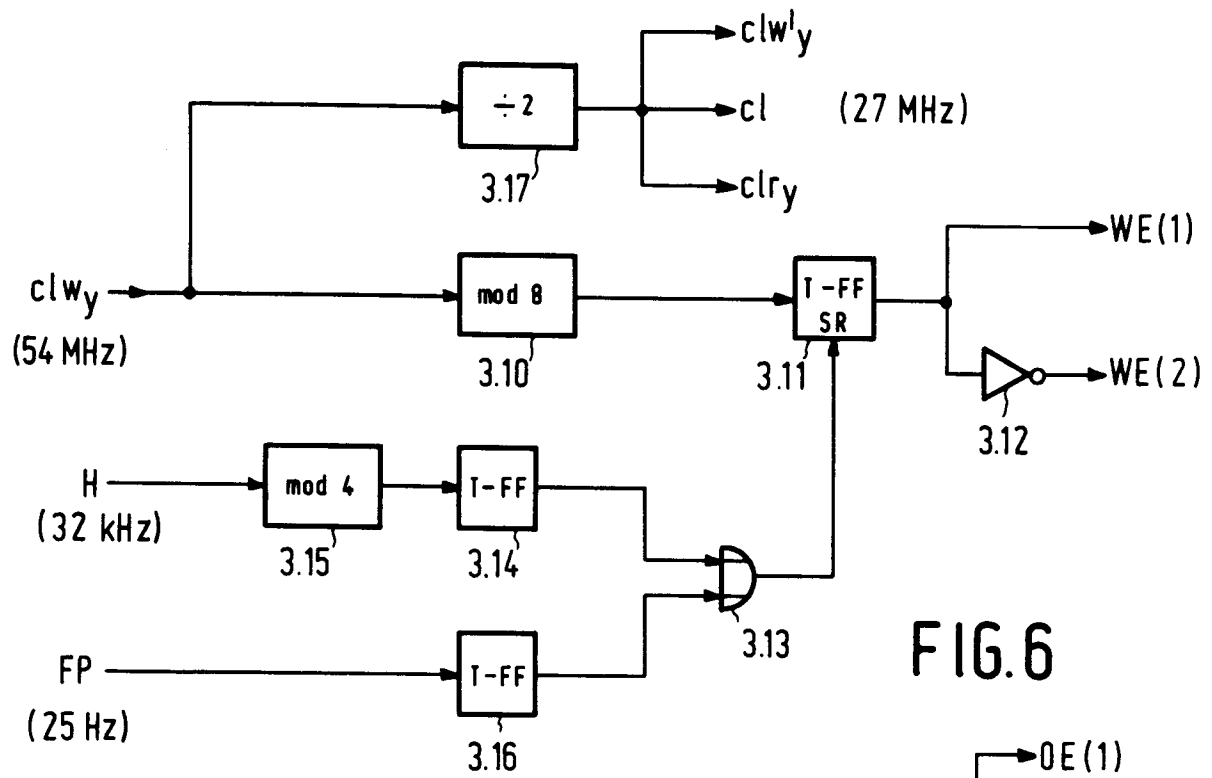 clw'y
÷2
cl (27 MHz)
3.17
clry
WE(1)
clwy
mod 8
T-FF
SR
(54 MHz)
3.10
3.11
WE(2)
3.12
H
mod 4
T-FF
(32 kHz)
3.15
3.14
3.13
FIG.6
FP
T-FF
(25 Hz)
3.16
OE(1)